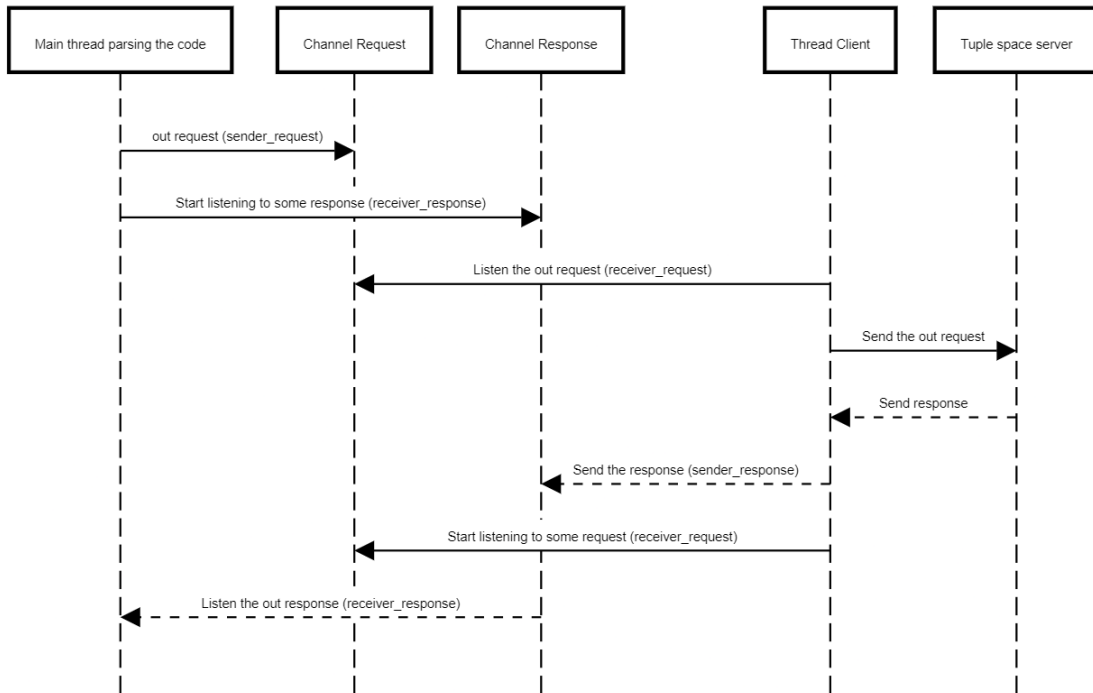 Main thread parsing the code
Channel Request
Channel Response
Thread Client
Tuple space server
out request (sender_request)
Start listening to some response (receiver_response)
Listen the out request (receiver_request)
Send the out request
Send response
Send the response (sender_response)
Start listening to some request (receiver_request)
Listen the out response (receiver_response)